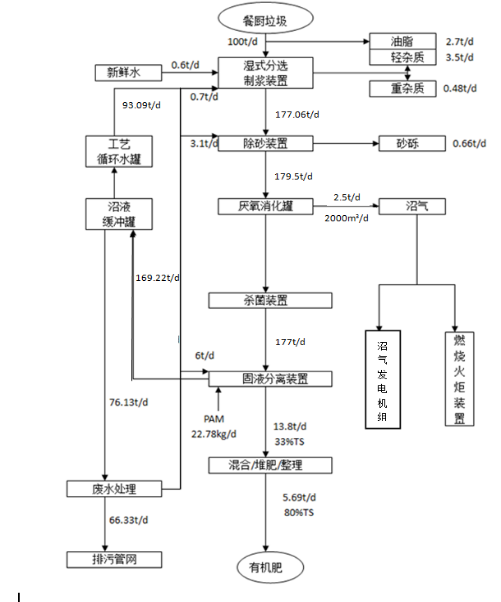 餐厨垃圾
100t/d
油脂
2.7t/d
轻杂质
3.5t/d
新鲜水
0.6t/d
湿式分选
制浆装置
重杂质
0.48t/d
0.7t/d
93.09t/d
177.06t/d
工艺
循环水罐
3.1t/d
除砂装置
砂砾
0.66t/d
179.5t/d
沼液
缓冲罐
厌氧消化罐
2.5t/d
2000m³/d
沼气
169.22t/d
杀菌装置
177t/d
沼气发电机组
燃烧火炬装置
6t/d
固液分离装置
76.13t/d
PAM
22.78kg/d
13.8t/d
33%TS
混合/堆肥/整理
废水处理
5.69t/d
80%TS
66.33t/d
排污管网
有机肥